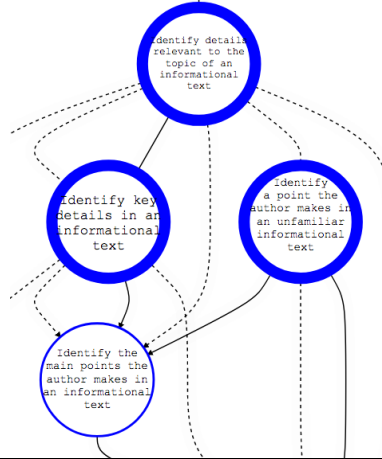 Identify details
relevant to the
topic of an
informational
text
Identify key
details in an
informational
text
Identify
a point the
author makes in
an unfamiliar
informational
text
Identify the
main points the
author makes in
an informational
text